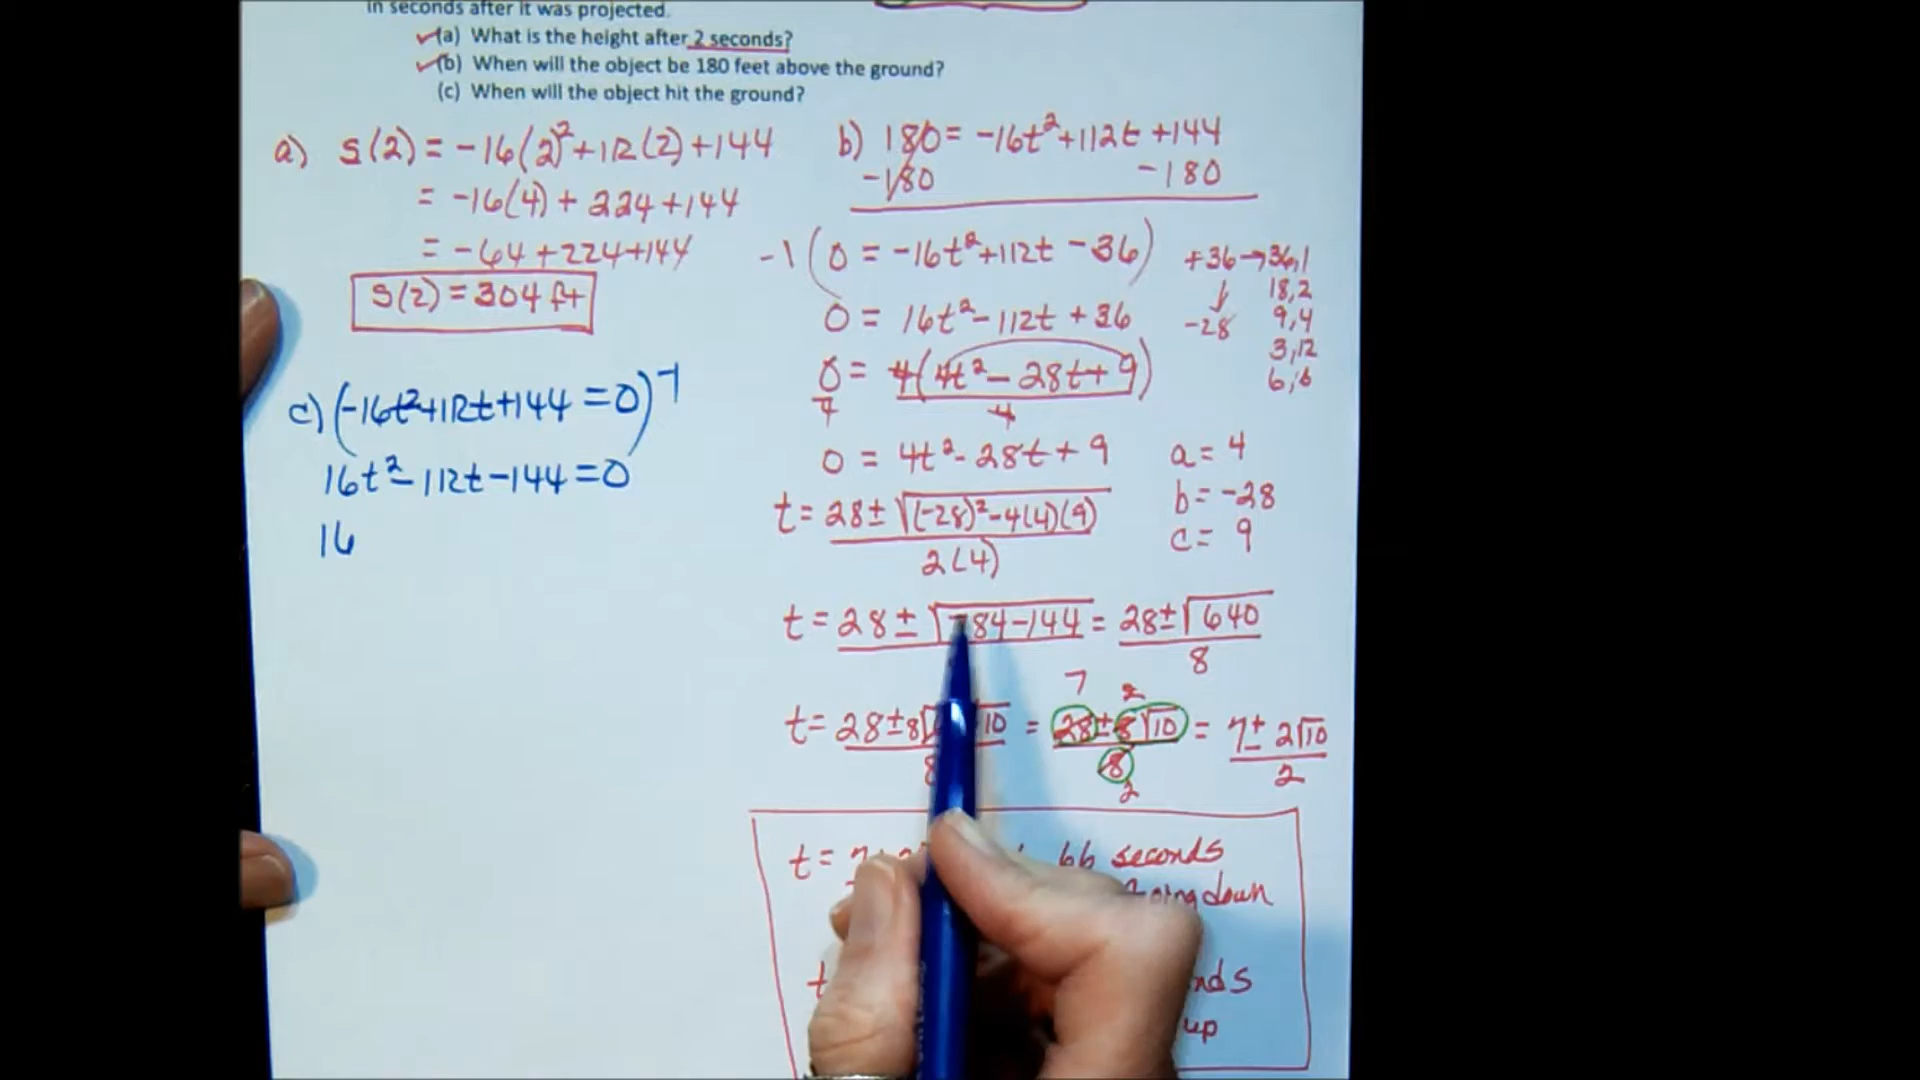 in seconds after it was projected.
(a) What is the height after 2 seconds?
(b) When will the object be 180 feet above the ground?
(c) When will the object hit the ground?
a) s(2) = -16(2)²+112(2)+144
= -16(4) + 224+144
= -64+224+144
S(2) = 304 ft
c) (-16t²+112t+144 = 0)-1
16t²-112t-144=0
16
b) 180 = -16t²+112t+144
-180 -180
-1 (0 = -16t²+112t-36)
0 = 16t²-112t+36
0 = 4(4t²-28t+9)
4 4
0 = 4t²-28t+9
+36→36,1
↓ 18,2
-28 9,4
3,12
6,6
a = 4
b = -28
c = 9
t = 28±√(-28)²-4(4)(9)
2(4)
t = 28±√784-144 = 28±√640
8
7 2
t = 28±8√10 = 28±8√10 = 7±2√10
8 8 2
2
t = 66 seconds
going down
t
up